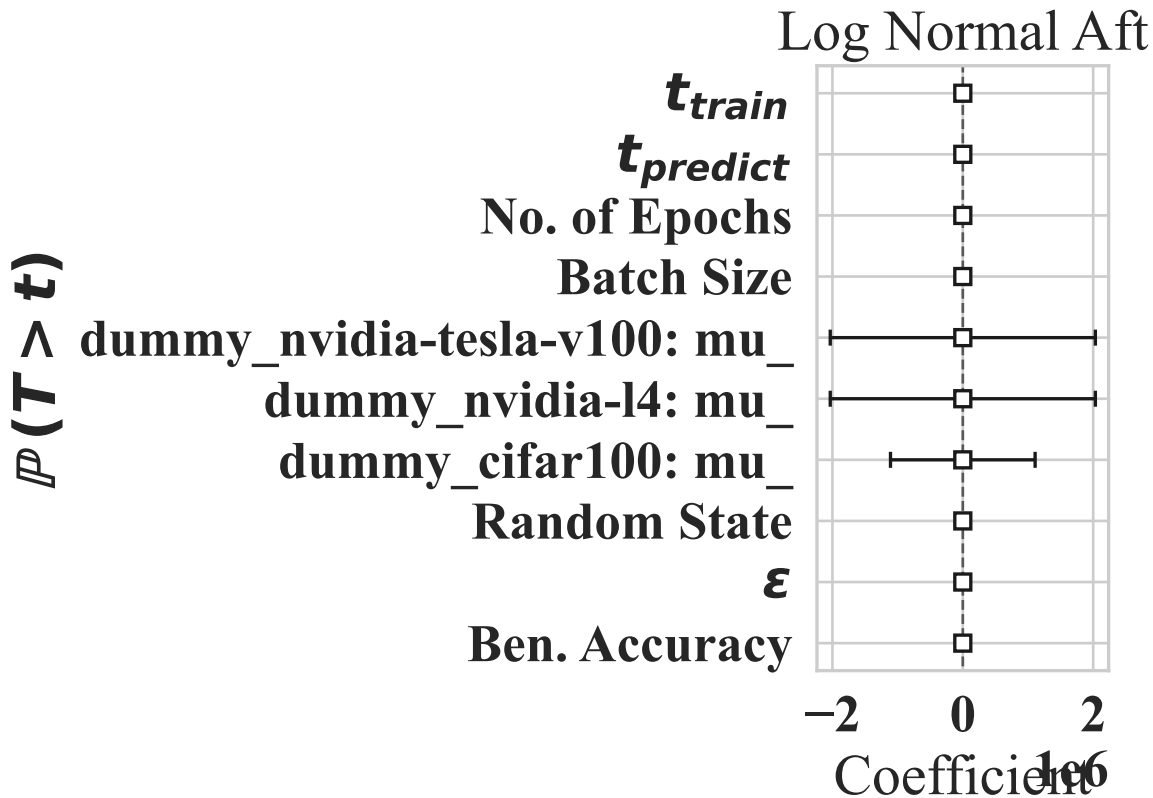 Log Normal Aft
t_train
t_predict
No. of Epochs
Batch Size
dummy_nvidia-tesla-v100: mu_
dummy_nvidia-l4: mu_
dummy_cifar100: mu_
Random State
ε
Ben. Accuracy
ℙ(T > t)
−2 0 2
1e6
Coefficient